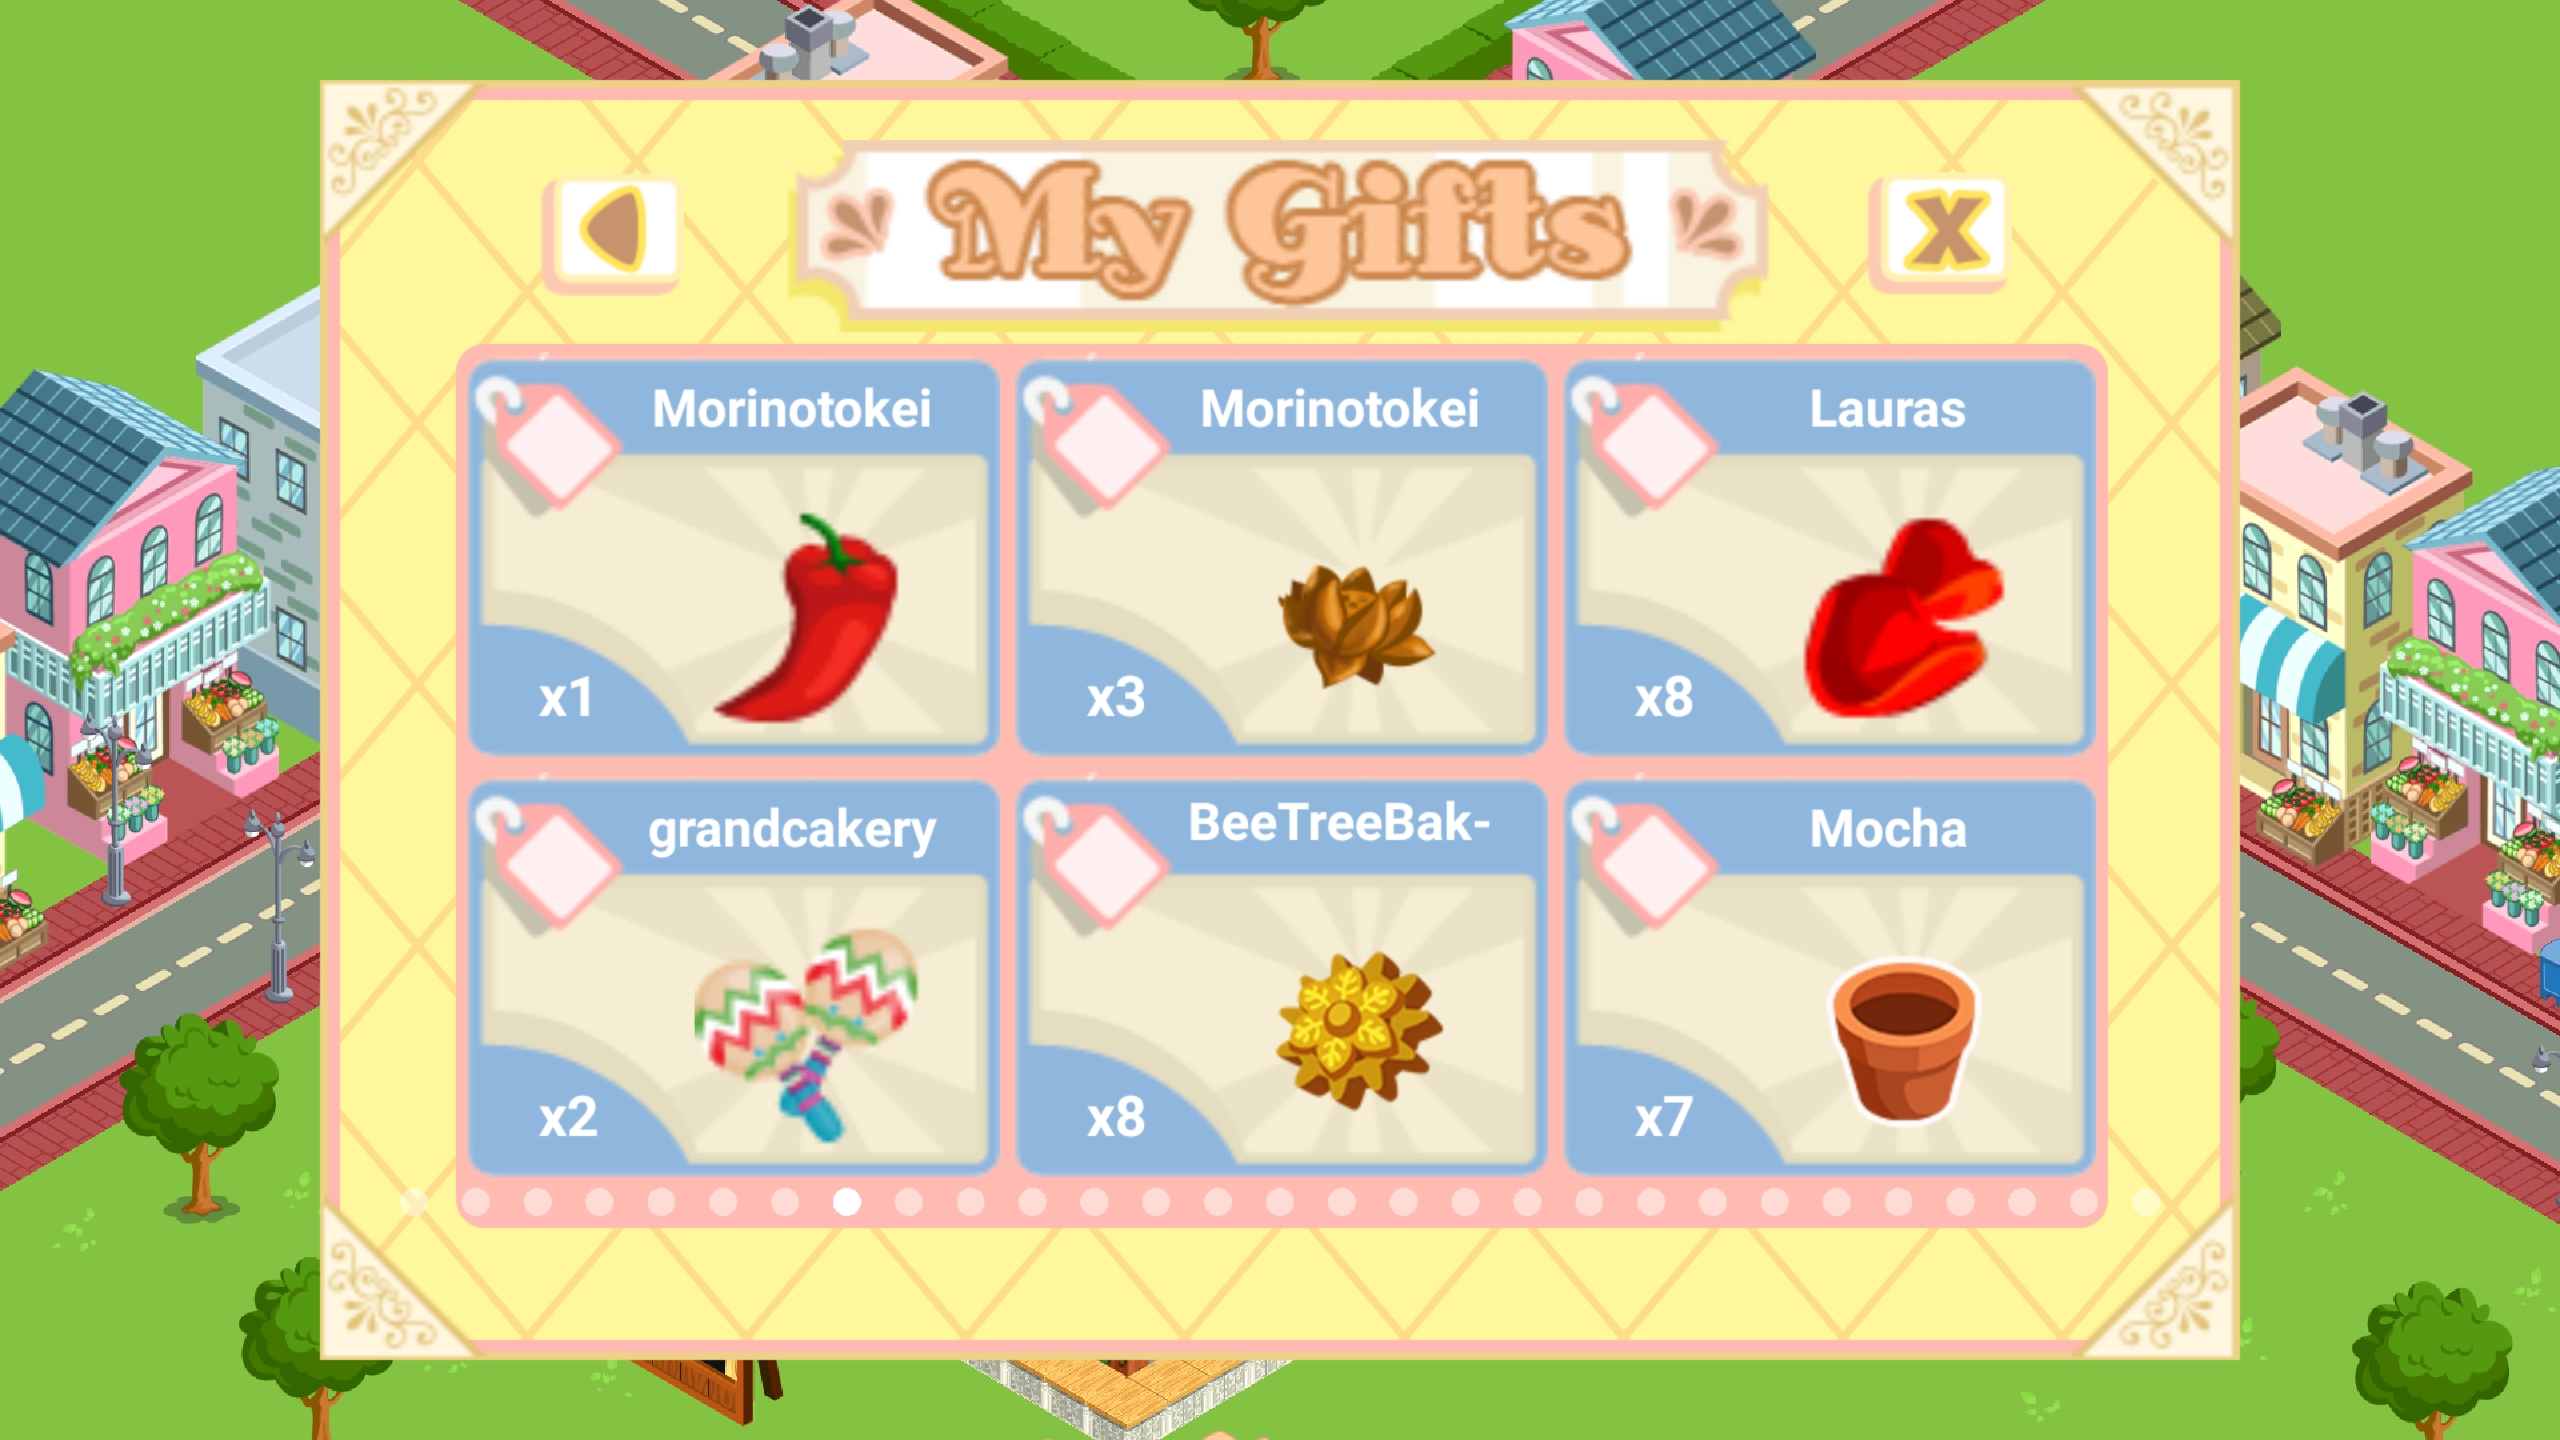 My Gifts
X
Morinotokei
x1
Morinotokei
x3
Lauras
x8
grandcakery
x2
BeeTreeBak-
x8
Mocha
x7